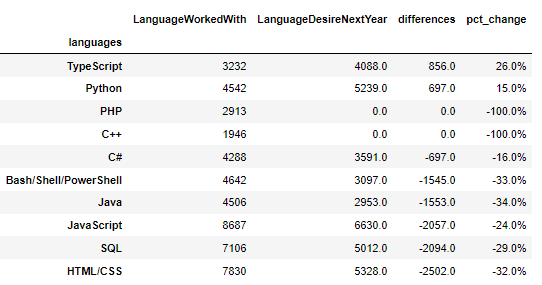 LanguageWorkedWith LanguageDesireNextYear differences pct_change
languages
TypeScript 3232 4088.0 856.0 26.0%
Python 4542 5239.0 697.0 15.0%
PHP 2913 0.0 0.0 -100.0%
C++ 1946 0.0 0.0 -100.0%
C# 4288 3591.0 -697.0 -16.0%
Bash/Shell/PowerShell 4642 3097.0 -1545.0 -33.0%
Java 4506 2953.0 -1553.0 -34.0%
JavaScript 8687 6630.0 -2057.0 -24.0%
SQL 7106 5012.0 -2094.0 -29.0%
HTML/CSS 7830 5328.0 -2502.0 -32.0%